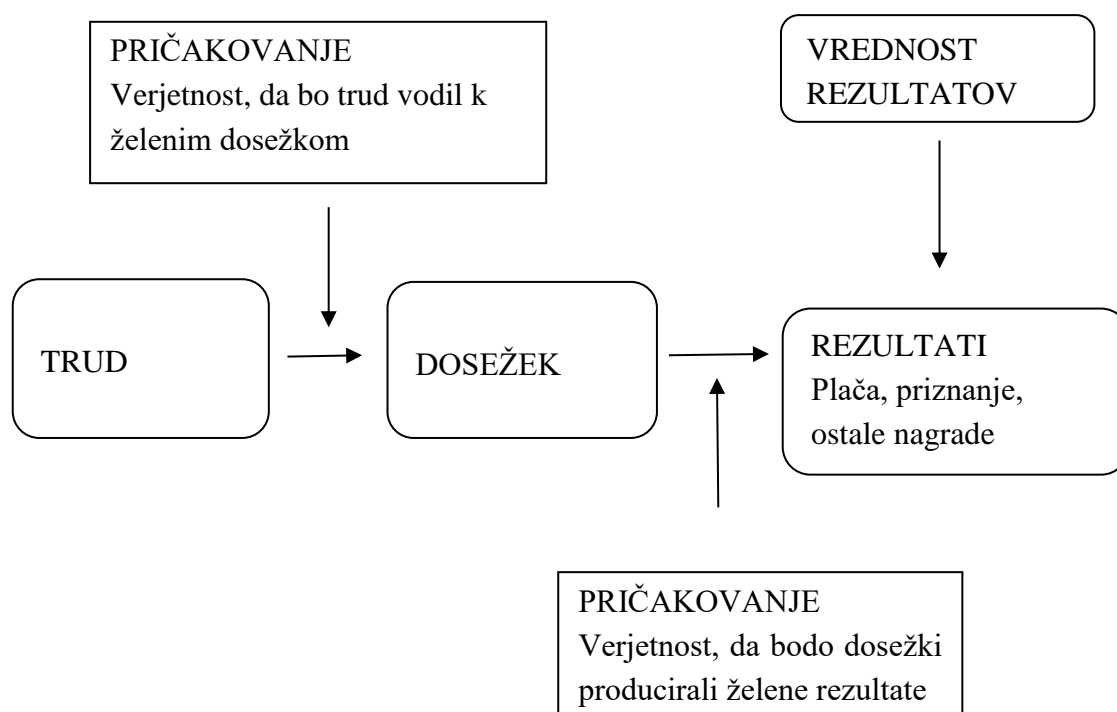 PRIČAKOVANJE
Verjetnost, da bo trud vodil k
želenim dosežkom
VREDNOST
REZULTATOV
TRUD
DOSEŽEK
REZULTATI
Plača, priznanje,
ostale nagrade
PRIČAKOVANJE
Verjetnost, da bodo dosežki
producirali želene rezultate